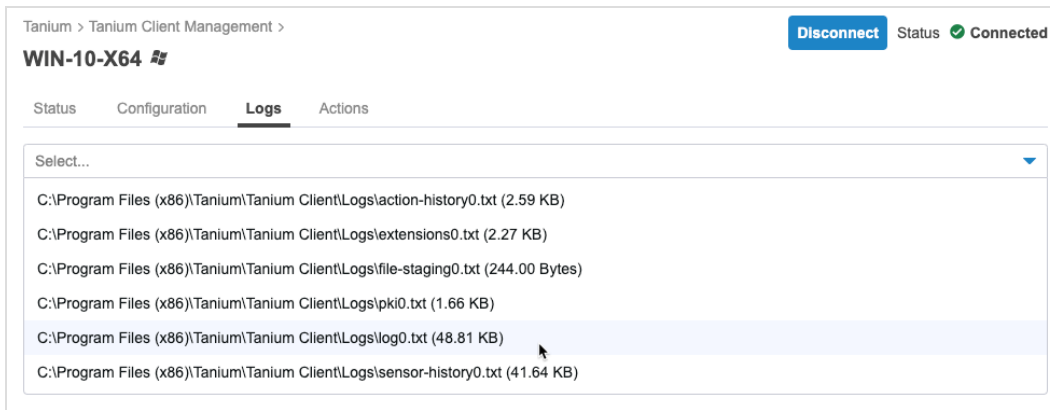 Tanium > Tanium Client Management >
Disconnect Status Connected
WIN-10-X64
Status Configuration Logs Actions
Select...
C:\Program Files (x86)\Tanium\Tanium Client\Logs\action-history0.txt (2.59 KB)
C:\Program Files (x86)\Tanium\Tanium Client\Logs\extensions0.txt (2.27 KB)
C:\Program Files (x86)\Tanium\Tanium Client\Logs\file-staging0.txt (244.00 Bytes)
C:\Program Files (x86)\Tanium\Tanium Client\Logs\pki0.txt (1.66 KB)
C:\Program Files (x86)\Tanium\Tanium Client\Logs\log0.txt (48.81 KB)
C:\Program Files (x86)\Tanium\Tanium Client\Logs\sensor-history0.txt (41.64 KB)